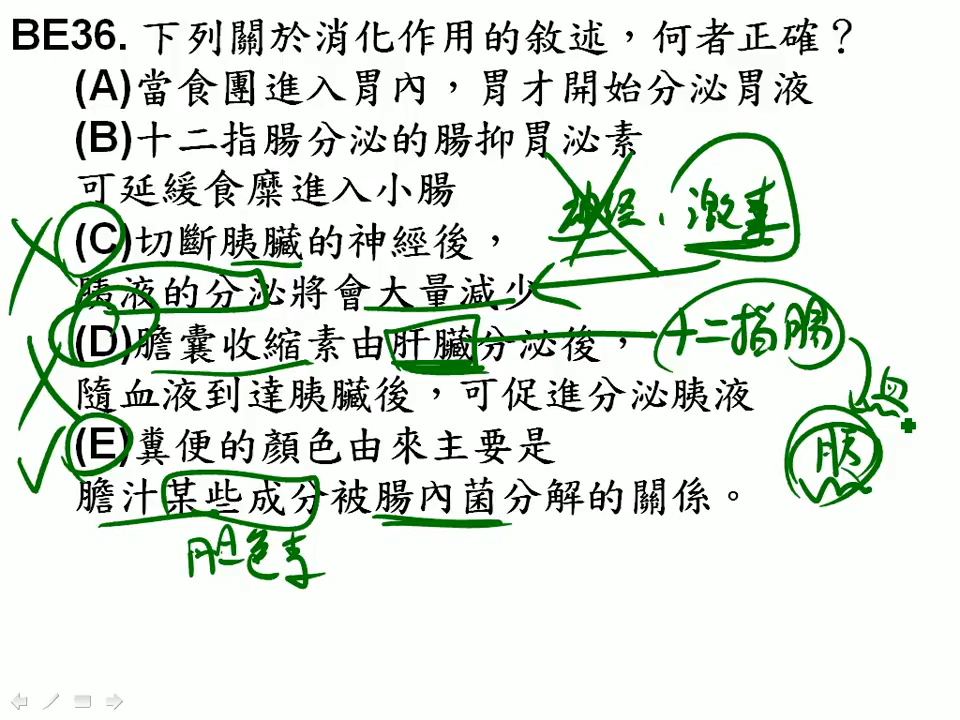 BE36. 下列關於消化作用的敘述，何者正確？
(A)當食團進入胃內，胃才開始分泌胃液
(B)十二指腸分泌的腸抑胃泌素
可延緩食糜進入小腸
神經、激素
(C)切斷胰臟的神經後，
胰液的分泌將會大量減少
(D)膽囊收縮素由肝臟分泌後，
十二指腸
隨血液到達胰臟後，可促進分泌胰液
血
胰
(E)糞便的顏色由來主要是
膽汁某些成分被腸內菌分解的關係。
胆色素